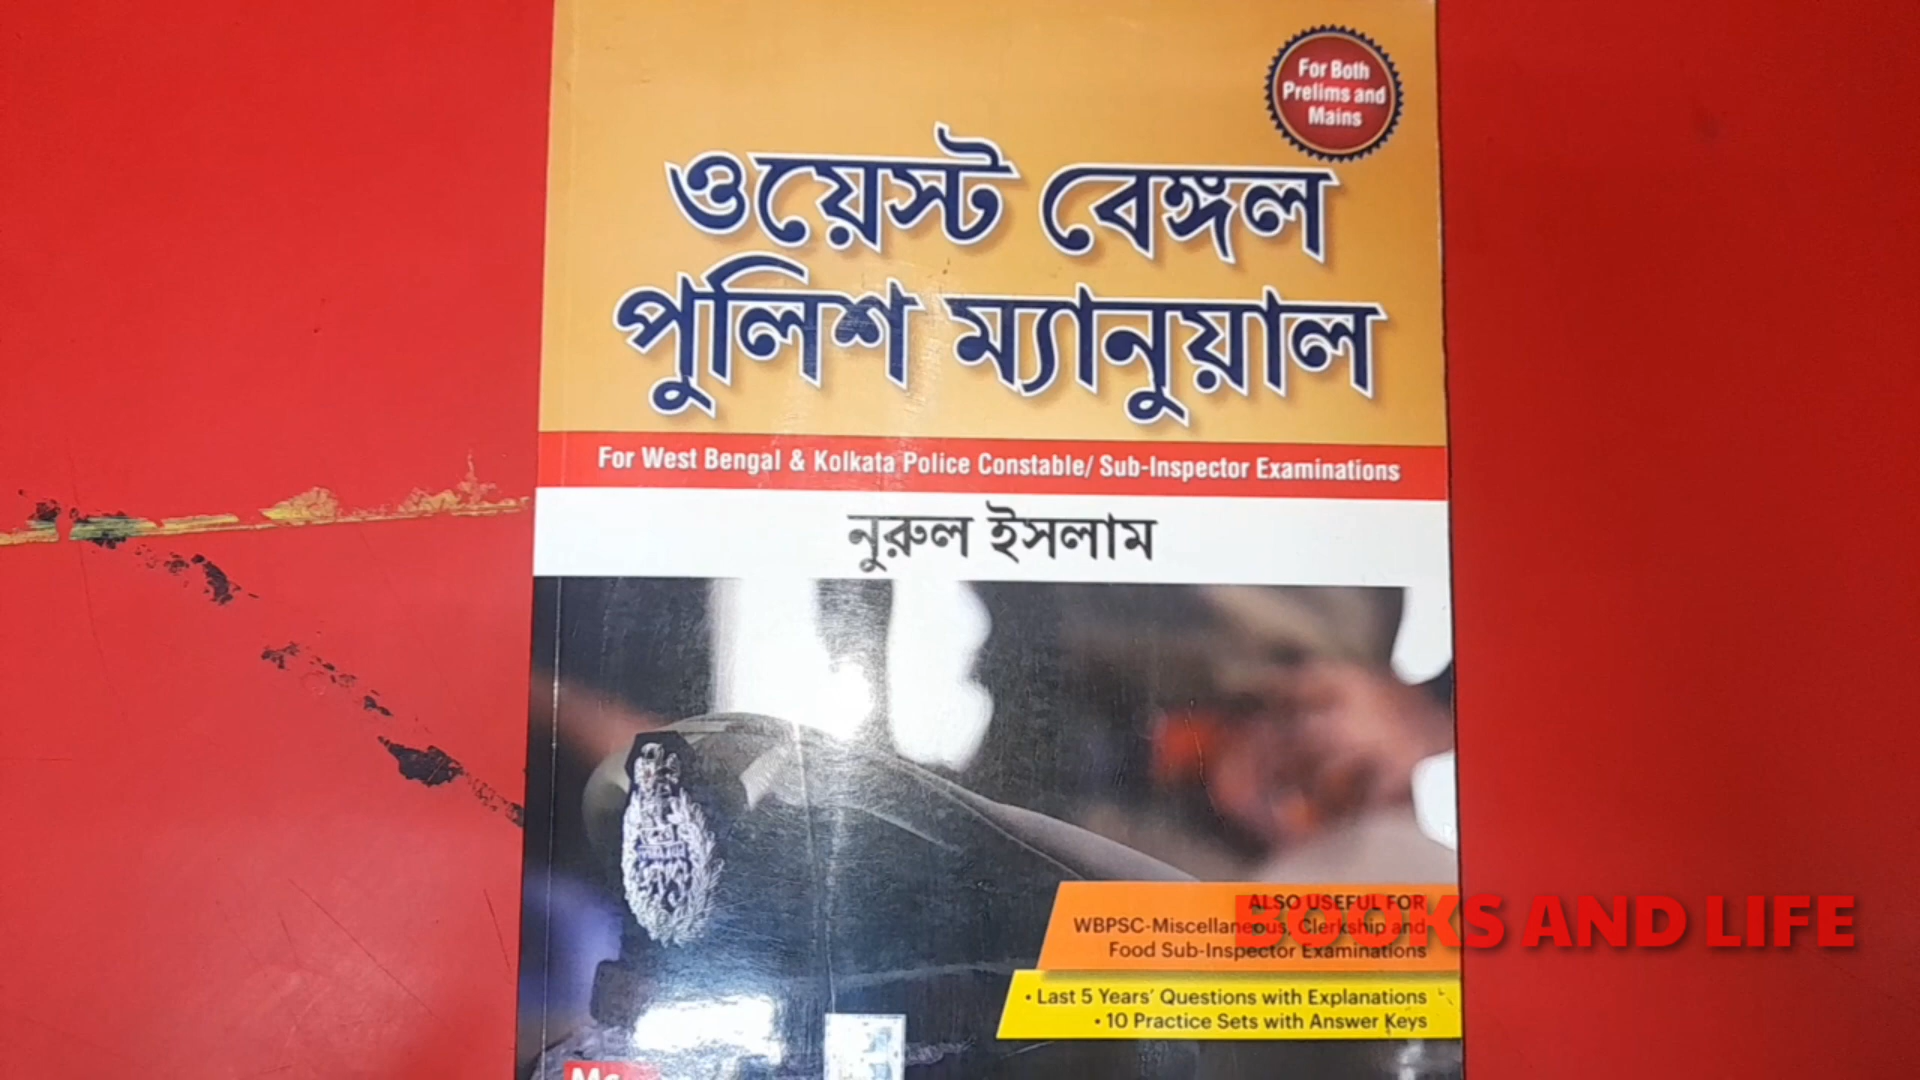 For Both
Prelims and
Mains
ওয়েস্ট বেঙ্গল
পুলিশ ম্যানুয়াল
For West Bengal & Kolkata Police Constable/ Sub-Inspector Examinations
নুরুল ইসলাম
ALSO USEFUL FOR
WBPSC-Miscellaneous, Clerkship and
Food Sub-Inspector Examinations
BOOKS AND LIFE
• Last 5 Years' Questions with Explanations
• 10 Practice Sets with Answer Keys